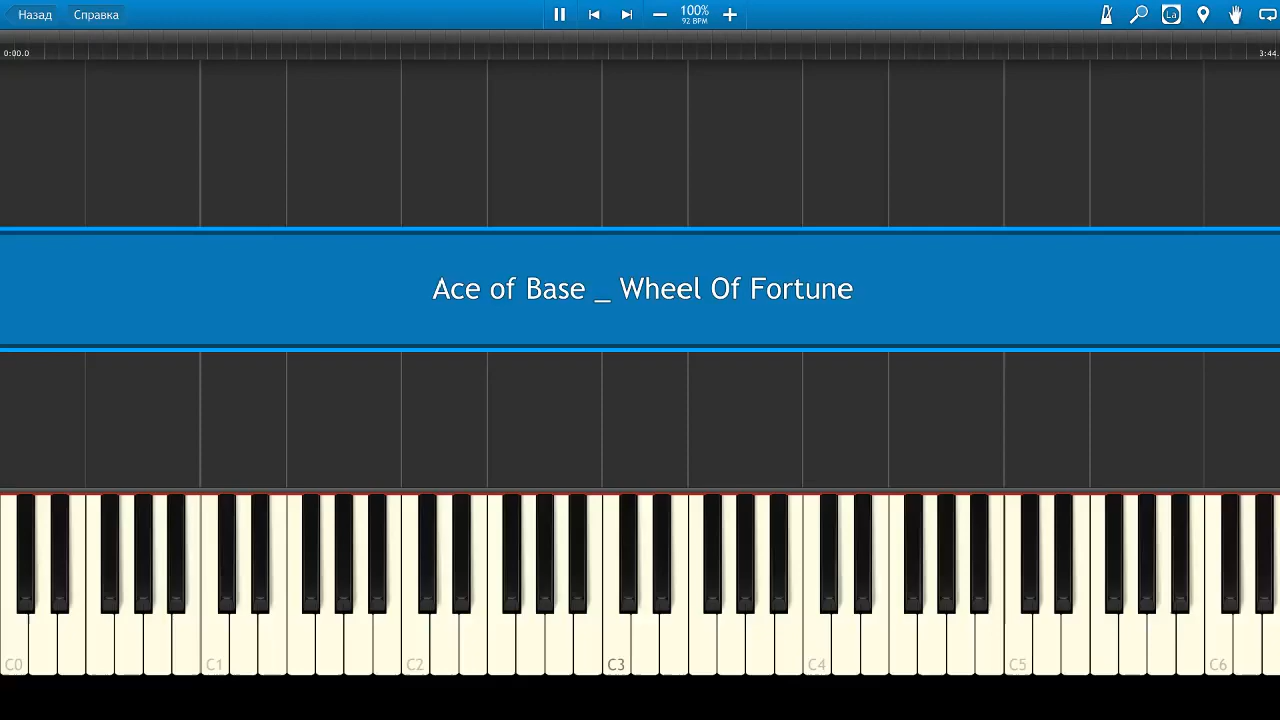 Назад Справка 100% La
92 BPM
0:00.0 3:44.
Ace of Base _ Wheel Of Fortune
C0 C1 C2 C3 C4 C5 C6